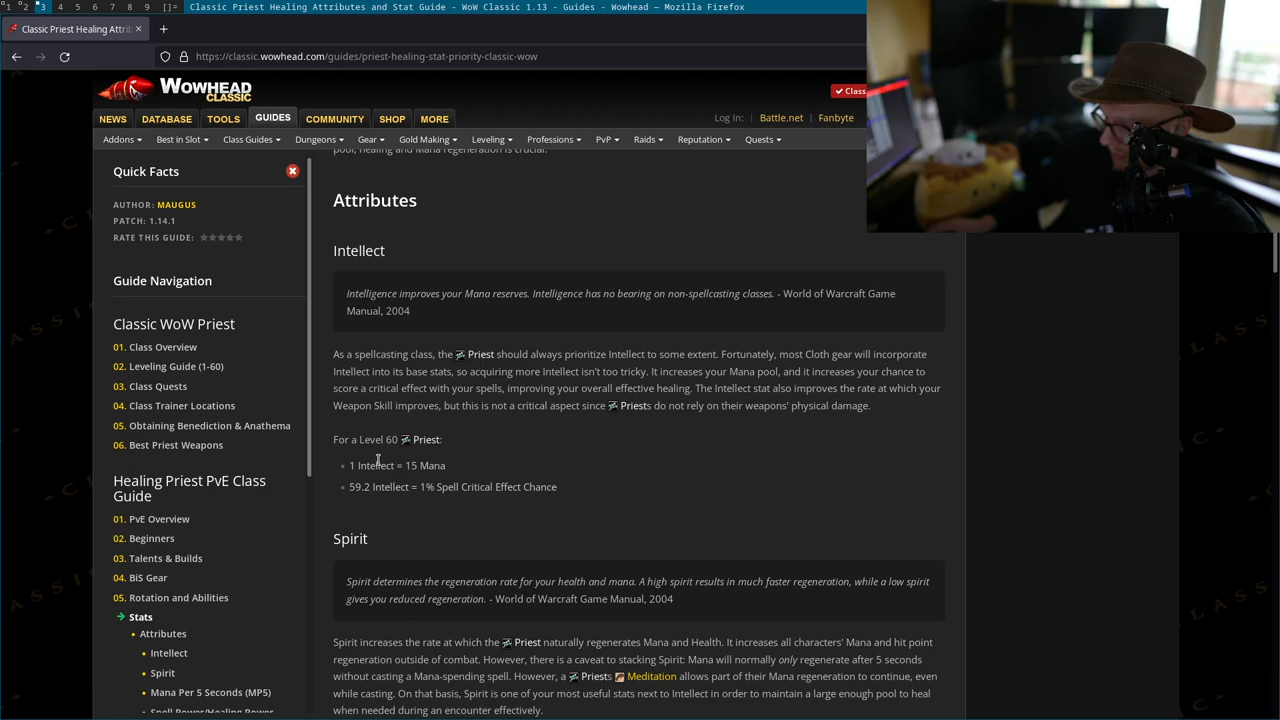 1 2 3 4 5 6 7 8 9 []= Classic Priest Healing Attributes and Stat Guide - WoW Classic 1.13 - Guides - Wowhead — Mozilla Firefox
Classic Priest Healing Attrib
https://classic.wowhead.com/guides/priest-healing-stat-priority-classic-wow
WOWHEAD
CLASSIC
Class
NEWS DATABASE TOOLS GUIDES COMMUNITY SHOP MORE
Log In: Battle.net Fanbyte
Addons Best in Slot Class Guides Dungeons Gear Gold Making Leveling Professions PvP Raids Reputation Quests
Quick Facts
AUTHOR: MAUGUS
PATCH: 1.14.1
RATE THIS GUIDE:
Guide Navigation
Classic WoW Priest
01. Class Overview
02. Leveling Guide (1-60)
03. Class Quests
04. Class Trainer Locations
05. Obtaining Benediction & Anathema
06. Best Priest Weapons
Healing Priest PvE Class
Guide
01. PvE Overview
02. Beginners
03. Talents & Builds
04. BiS Gear
05. Rotation and Abilities
Stats
Attributes
Intellect
Spirit
Mana Per 5 Seconds (MP5)
Spell Power/Healing Power
pool, healing and Mana regeneration is crucial.
Attributes
Intellect
Intelligence improves your Mana reserves. Intelligence has no bearing on non-spellcasting classes. - World of Warcraft Game
Manual, 2004
As a spellcasting class, the Priest should always prioritize Intellect to some extent. Fortunately, most Cloth gear will incorporate
Intellect into its base stats, so acquiring more Intellect isn't too tricky. It increases your Mana pool, and it increases your chance to
score a critical effect with your spells, improving your overall effective healing. The Intellect stat also improves the rate at which your
Weapon Skill improves, but this is not a critical aspect since Priests do not rely on their weapons' physical damage.
For a Level 60 Priest:
1 Intellect = 15 Mana
59.2 Intellect = 1% Spell Critical Effect Chance
Spirit
Spirit determines the regeneration rate for your health and mana. A high spirit results in much faster regeneration, while a low spirit
gives you reduced regeneration. - World of Warcraft Game Manual, 2004
Spirit increases the rate at which the Priest naturally regenerates Mana and Health. It increases all characters' Mana and hit point
regeneration outside of combat. However, there is a caveat to stacking Spirit: Mana will normally only regenerate after 5 seconds
without casting a Mana-spending spell. However, a Priests Meditation allows part of their Mana regeneration to continue, even
while casting. On that basis, Spirit is one of your most useful stats next to Intellect in order to maintain a large enough pool to heal
when needed during an encounter effectively.